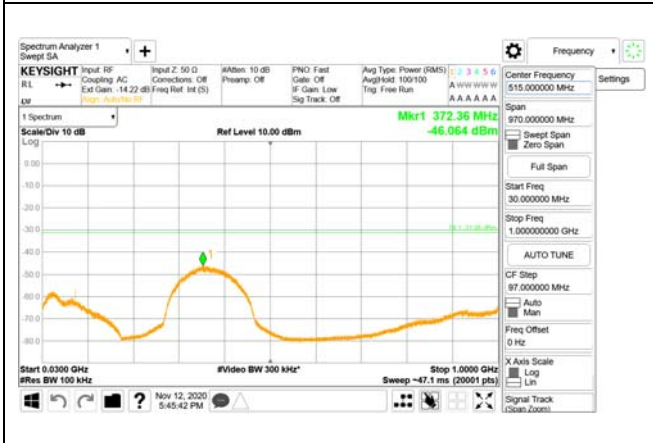 Spectrum Analyzer 1
Swept SA
Frequency
KEYSIGHT
RL
Input: RF
Coupling: AC
Ext Gain: -14.22 dB
Align: Auto/No RF
Input Z: 50 Ω
Corrections: Off
Freq Ref: Int (S)
#Atten: 10 dB
Preamp: Off
PNO: Fast
Gate: Off
IF Gain: Low
Sig Track: Off
Avg Type: Power (RMS)
Avg|Hold: 100/100
Trig: Free Run
1 2 3 4 5 6
A W W W W W
A A A A A A
1 Spectrum
Scale/Div 10 dB
Ref Level 10.00 dBm
Mkr1 372.36 MHz
-46.064 dBm
Log
0.00
-10.0
-20.0
-30.0
-40.0
-50.0
-60.0
-70.0
-80.0
1
Start 0.0300 GHz
#Res BW 100 kHz
#Video BW 300 kHz*
Stop 1.0000 GHz
Sweep ~47.1 ms (20001 pts)
Nov 12, 2020
5:45:42 PM
Center Frequency
515.000000 MHz
Settings
Span
970.000000 MHz
Swept Span
Zero Span
Full Span
Start Freq
30.000000 MHz
Stop Freq
1.000000000 GHz
AUTO TUNE
CF Step
97.000000 MHz
Auto
Man
Freq Offset
0 Hz
X Axis Scale
Log
Lin
Signal Track
(Span Zoom)